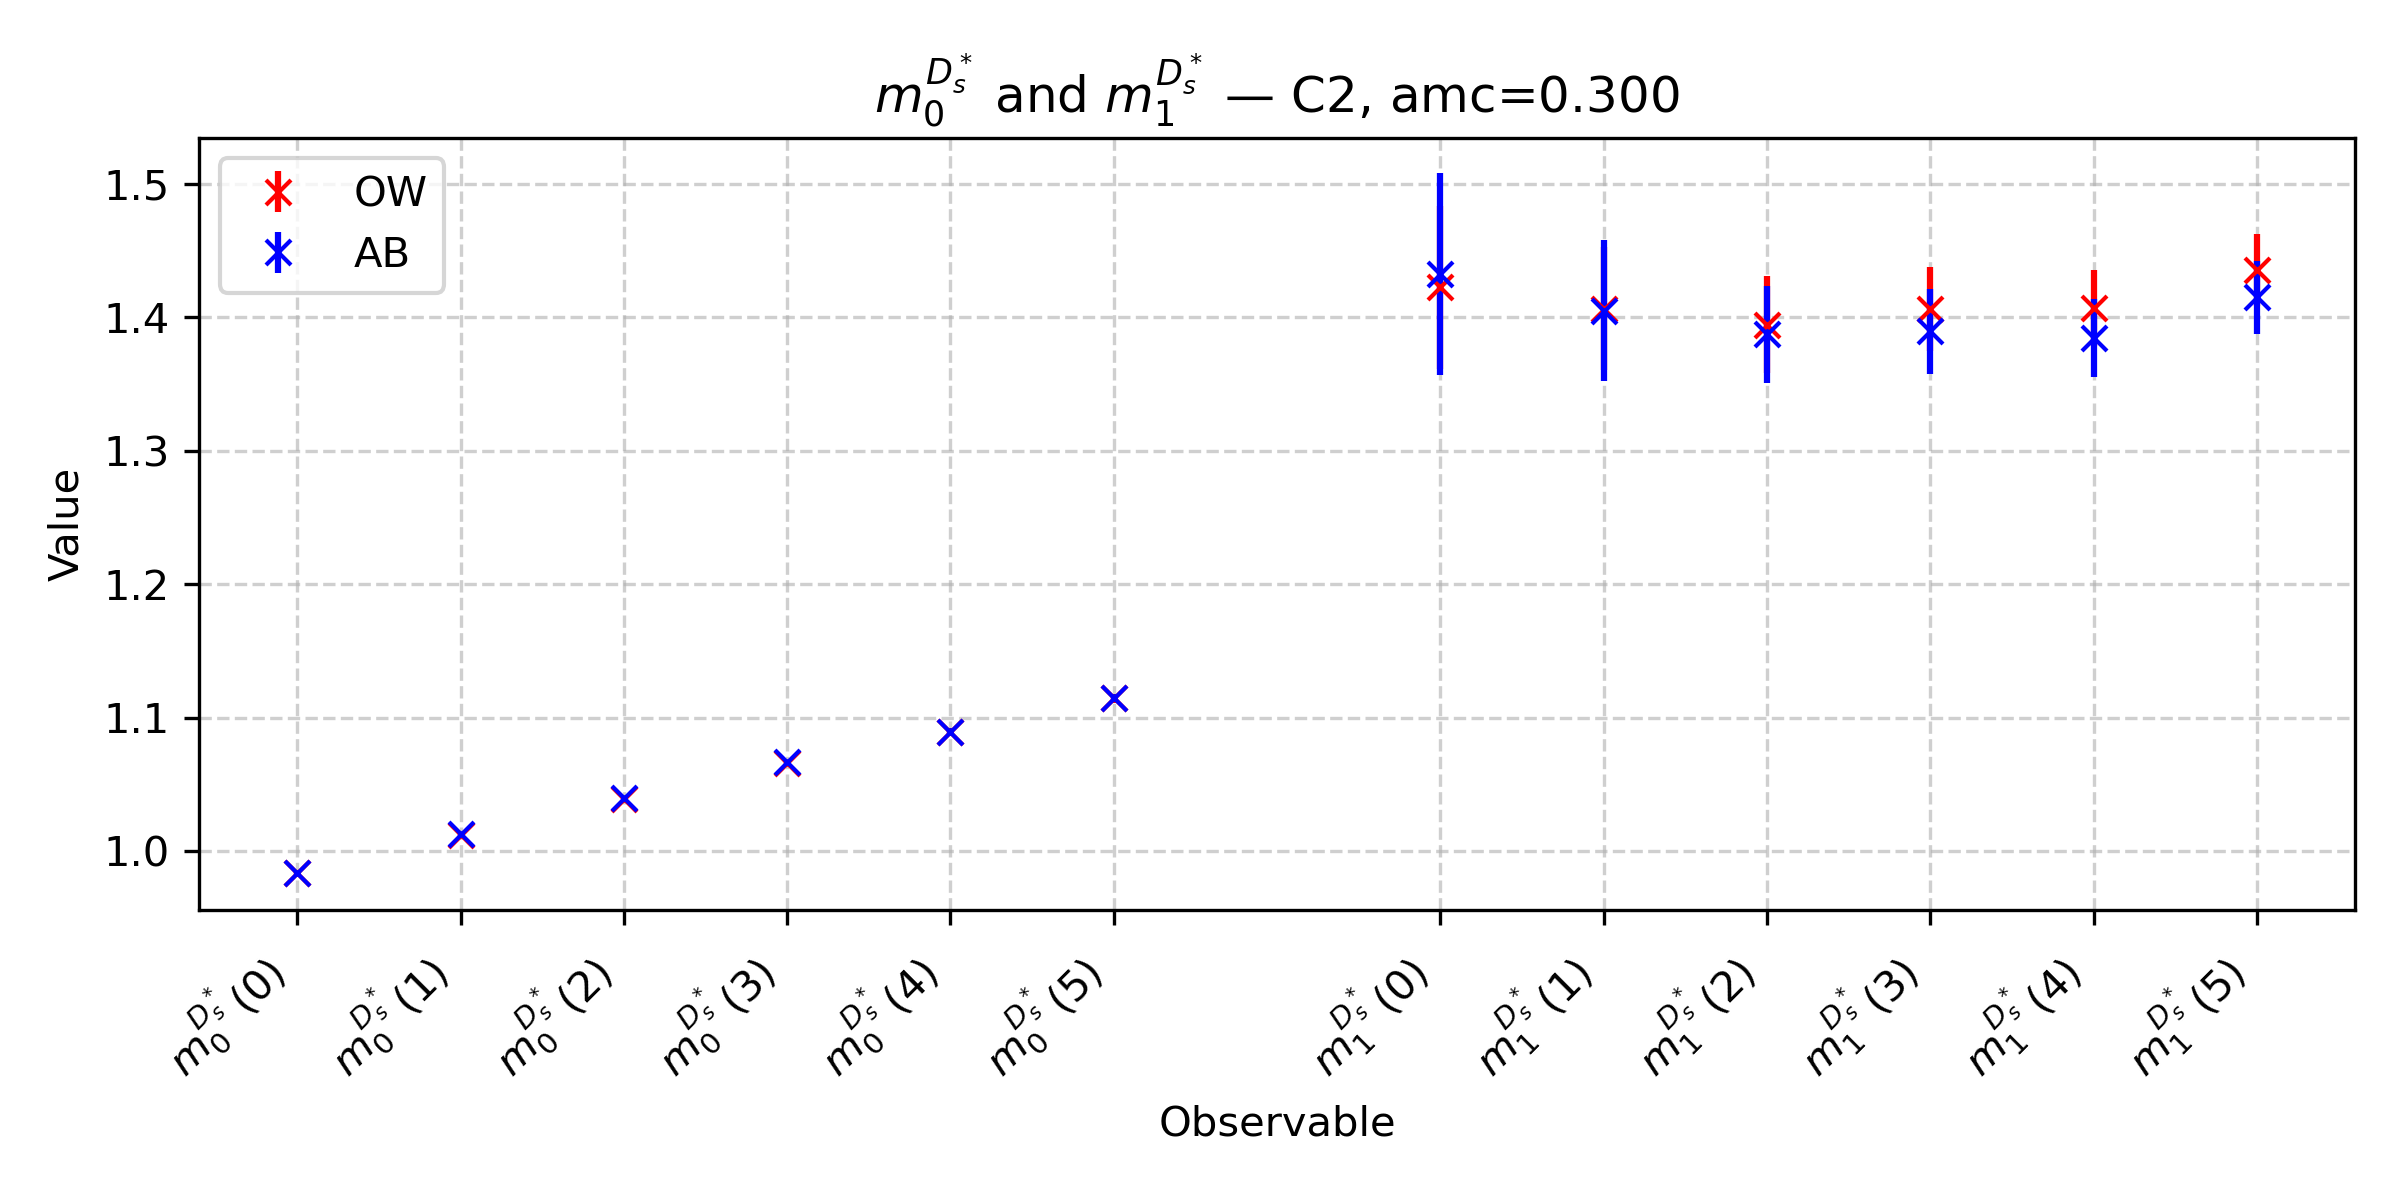 $m_0^{D_s^*}$ and $m_1^{D_s^*}$ — C2, amc=0.300
OW
AB
1.5
1.4
1.3
1.2
1.1
1.0
Value
$m_0^{D_s^*}(0)$
$m_0^{D_s^*}(1)$
$m_0^{D_s^*}(2)$
$m_0^{D_s^*}(3)$
$m_0^{D_s^*}(4)$
$m_0^{D_s^*}(5)$
$m_1^{D_s^*}(0)$
$m_1^{D_s^*}(1)$
$m_1^{D_s^*}(2)$
$m_1^{D_s^*}(3)$
$m_1^{D_s^*}(4)$
$m_1^{D_s^*}(5)$
Observable